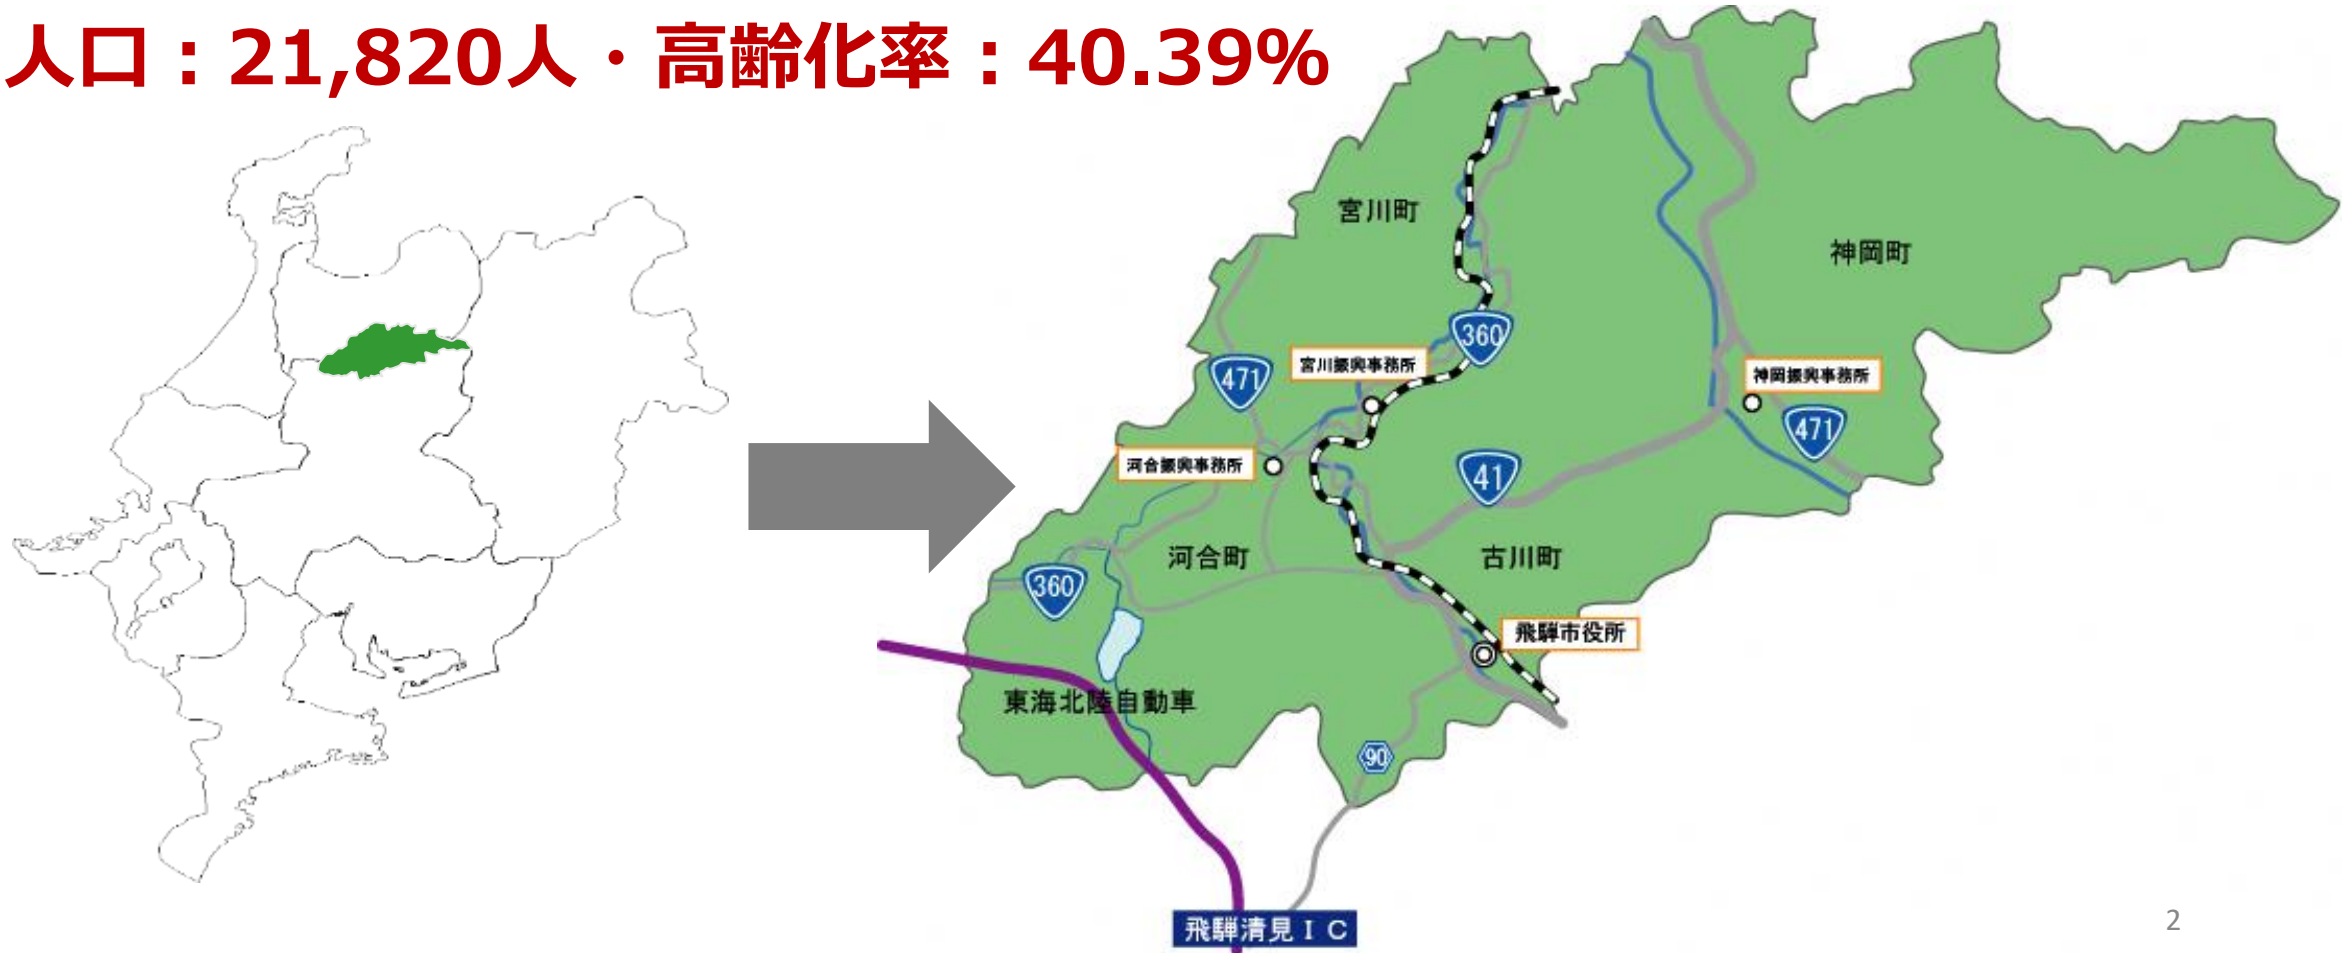 人口：21,820人・高齢化率：40.39%
宮川町
神岡町
360
宮川振興事務所
471
神岡振興事務所
471
河合振興事務所
41
河合町
古川町
360
飛騨市役所
東海北陸自動車
90
飛騨清見ＩＣ
2